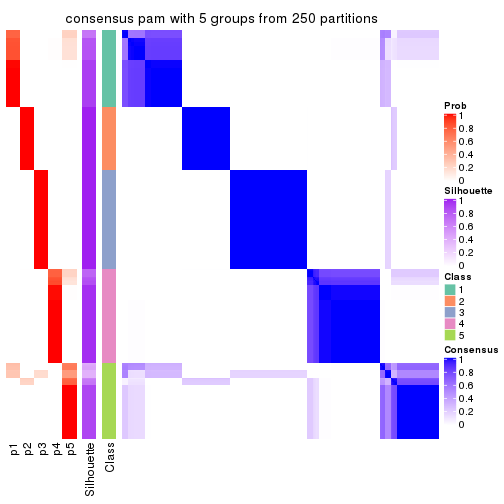 consensus pam with 5 groups from 250 partitions
Prob
1
0.8
0.6
0.4
0.2
0
Silhouette
1
0.8
0.6
0.4
0.2
0
Class
1
2
3
4
5
Consensus
1
0.8
0.6
0.4
0.2
0
p1
p2
p3
p4
p5
Silhouette
Class